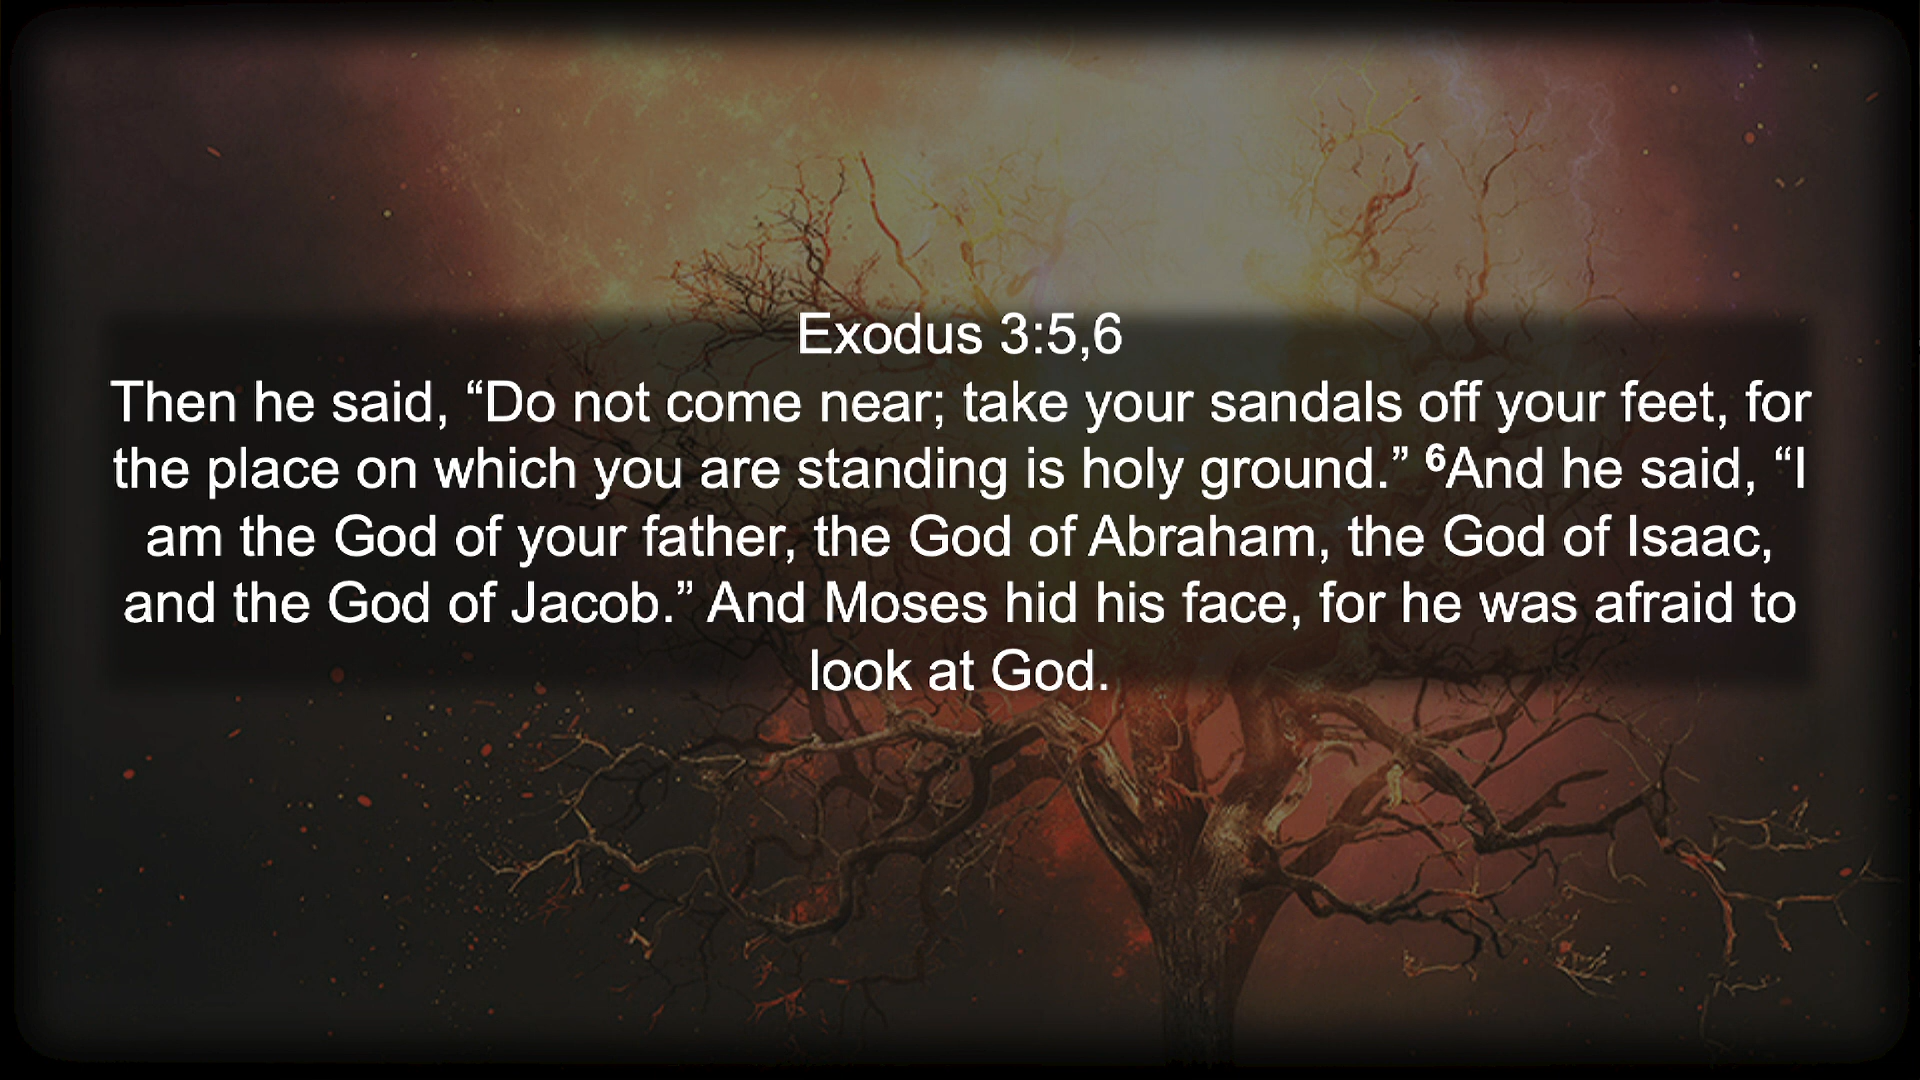 Exodus 3:5,6
Then he said, “Do not come near; take your sandals off your feet, for
the place on which you are standing is holy ground.” ⁶And he said, “I
am the God of your father, the God of Abraham, the God of Isaac,
and the God of Jacob.” And Moses hid his face, for he was afraid to
look at God.